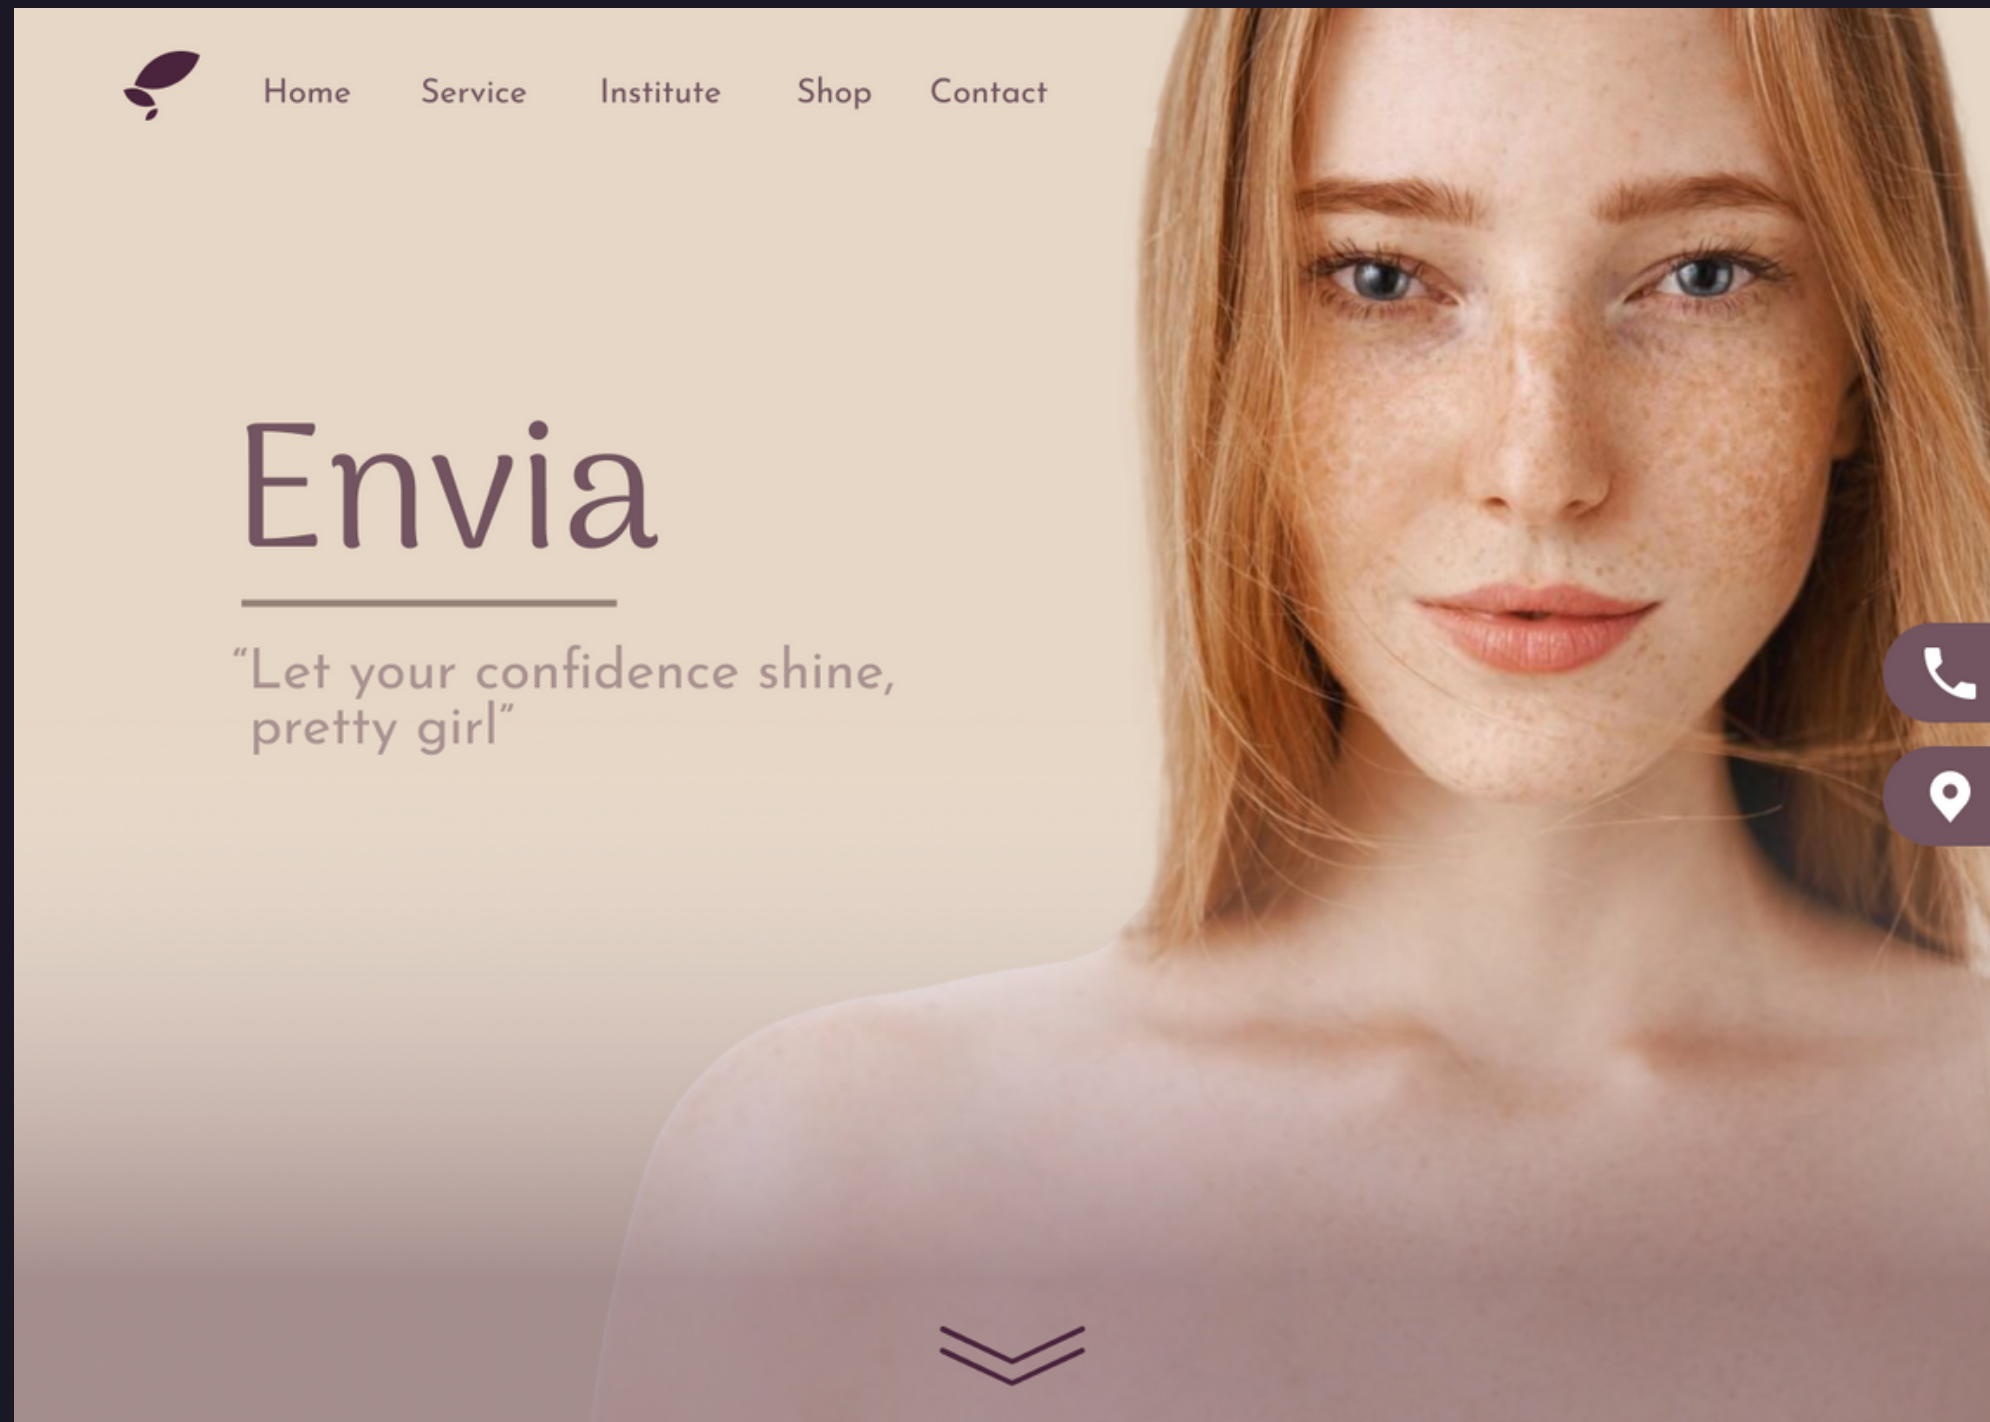 Home Service Institute Shop Contact
Envia
“Let your confidence shine,
pretty girl”